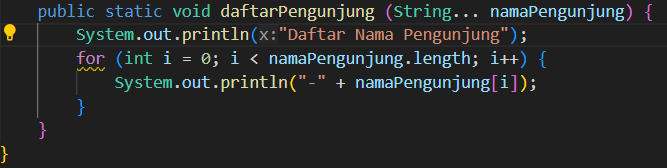 public static void daftarPengunjung (String... namaPengunjung) {
System.out.println(x:"Daftar Nama Pengunjung");
for (int i = 0; i < namaPengunjung.length; i++) {
System.out.println("-" + namaPengunjung[i]);
}
}
}